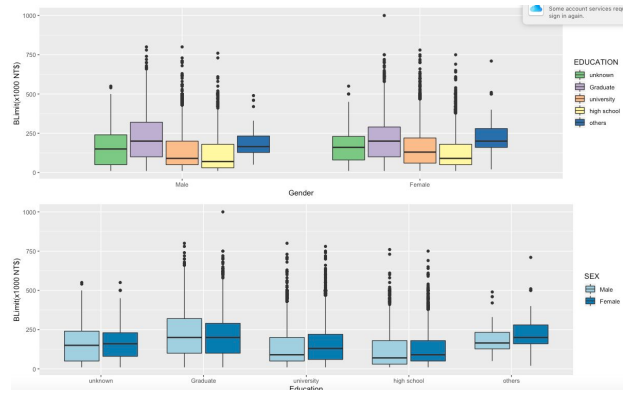 Some account services requ
sign in again.
1000
750
500
250
0
BLimit(x1000 NT$)
Male
Female
Gender
EDUCATION
unknown
Graduate
university
high school
others
1000
750
500
250
0
BLimit(x1000 NT$)
unknown
Graduate
university
high school
others
Education
SEX
Male
Female